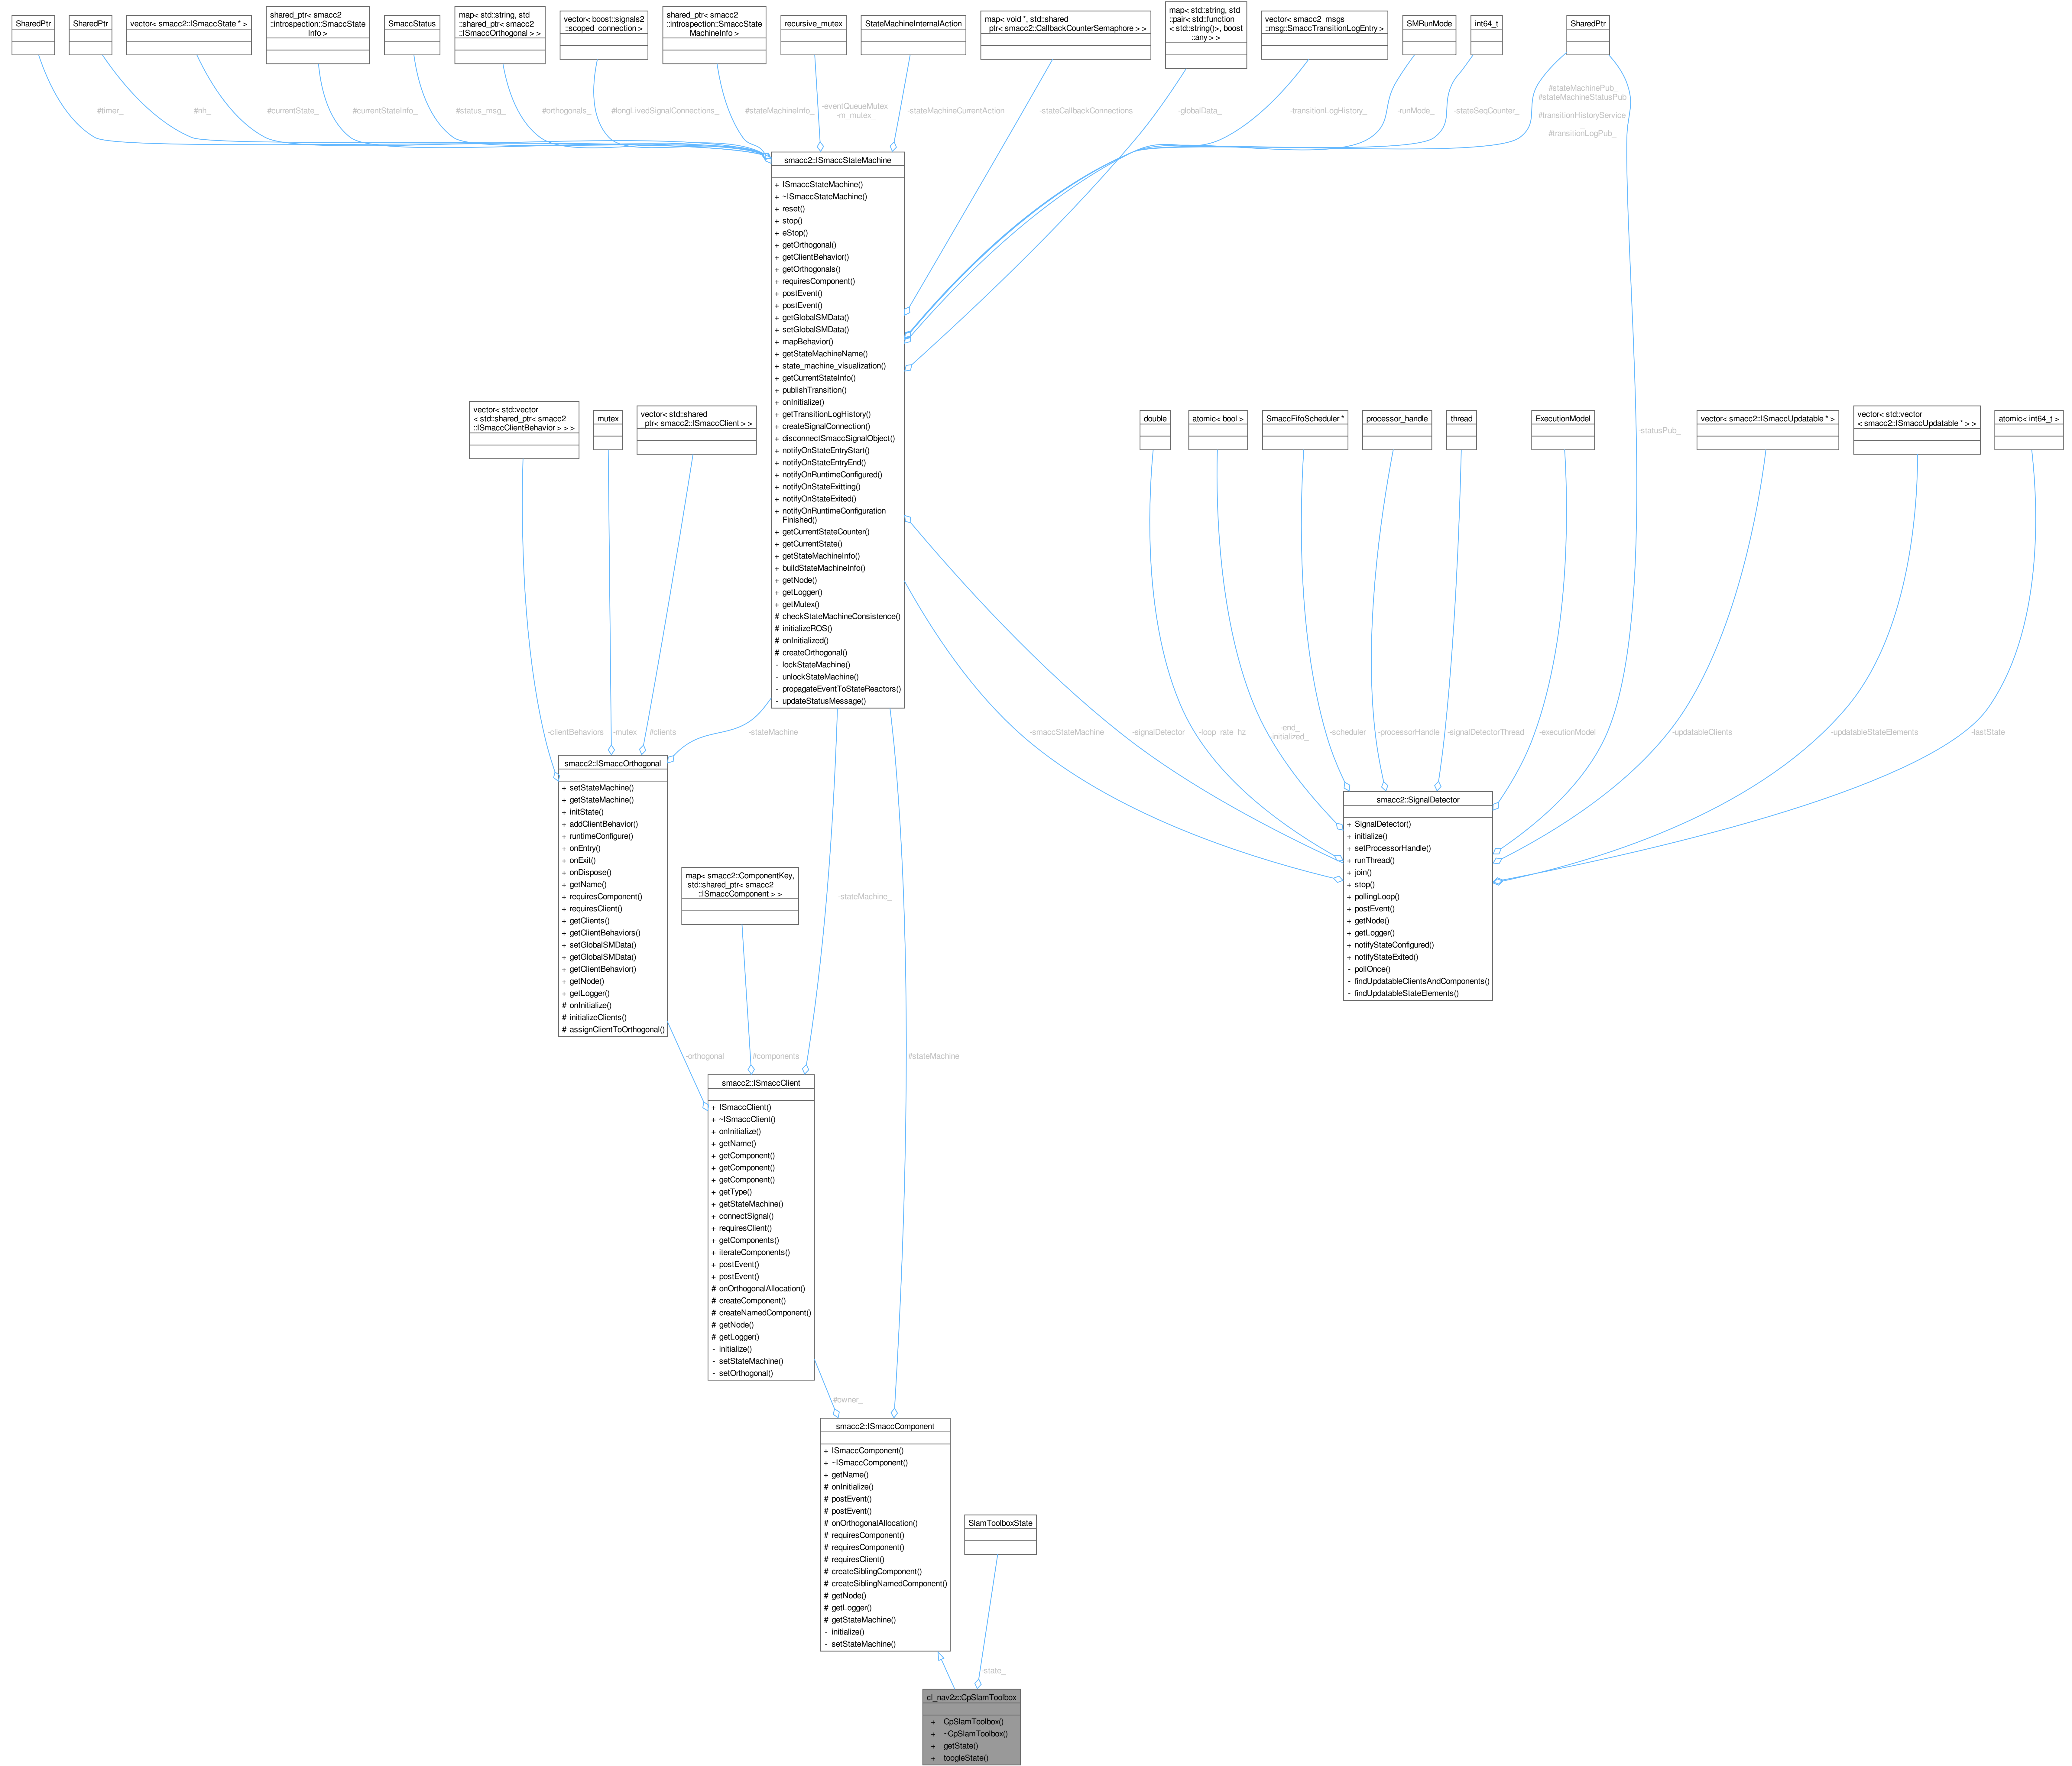 SharedPtr
SharedPtr
vector< smacc2::ISmaccState * >
shared_ptr< smacc2
::introspection::SmaccState
Info >
SmaccStatus
map< std::string, std
::shared_ptr< smacc2
::ISmaccOrthogonal > >
vector< boost::signals2
::scoped_connection >
shared_ptr< smacc2
::introspection::SmaccState
MachineInfo >
recursive_mutex
StateMachineInternalAction
map< void *, std::shared
_ptr< smacc2::CallbackCounterSemaphore > >
map< std::string, std
::pair< std::function
< std::string()>, boost
::any > >
vector< smacc2_msgs
::msg::SmaccTransitionLogEntry >
SMRunMode
int64_t
SharedPtr
#timer_
#nh_
#currentState_
#currentStateInfo_
#status_msg_
#orthogonals_
#longLivedSignalConnections_
#stateMachineInfo_
-eventQueueMutex_
-m_mutex_
-stateMachineCurrentAction
-stateCallbackConnections
-globalData_
-transitionLogHistory_
-runMode_
-stateSeqCounter_
#stateMachinePub_
#stateMachineStatusPub
_
#transitionHistoryService
_
#transitionLogPub_
smacc2::ISmaccStateMachine
+ ISmaccStateMachine()
+ ~ISmaccStateMachine()
+ reset()
+ stop()
+ eStop()
+ getOrthogonal()
+ getClientBehavior()
+ getOrthogonals()
+ requiresComponent()
+ postEvent()
+ postEvent()
+ getGlobalSMData()
+ setGlobalSMData()
+ mapBehavior()
+ getStateMachineName()
+ state_machine_visualization()
+ getCurrentStateInfo()
+ publishTransition()
+ onInitialize()
+ getTransitionLogHistory()
+ createSignalConnection()
+ disconnectSmaccSignalObject()
+ notifyOnStateEntryStart()
+ notifyOnStateEntryEnd()
+ notifyOnRuntimeConfigured()
+ notifyOnStateExitting()
+ notifyOnStateExited()
+ notifyOnRuntimeConfiguration
Finished()
+ getCurrentStateCounter()
+ getCurrentState()
+ getStateMachineInfo()
+ buildStateMachineInfo()
+ getNode()
+ getLogger()
+ getMutex()
# checkStateMachineConsistence()
# initializeROS()
# onInitialized()
# createOrthogonal()
- lockStateMachine()
- unlockStateMachine()
- propagateEventToStateReactors()
- updateStatusMessage()
vector< std::vector
< std::shared_ptr< smacc2
::ISmaccClientBehavior > > >
mutex
vector< std::shared
_ptr< smacc2::ISmaccClient > >
double
atomic< bool >
SmaccFifoScheduler *
processor_handle
thread
ExecutionModel
-statusPub_
vector< smacc2::ISmaccUpdatable * >
vector< std::vector
< smacc2::ISmaccUpdatable * > >
atomic< int64_t >
-clientBehaviors_
-mutex_
#clients_
-stateMachine_
-smaccStateMachine_
-signalDetector_
-loop_rate_hz
-end_
-initialized_
-scheduler_
-processorHandle_
-signalDetectorThread_
-executionModel_
-updatableClients_
-updatableStateElements_
-lastState_
smacc2::ISmaccOrthogonal
+ setStateMachine()
+ getStateMachine()
+ initState()
+ addClientBehavior()
+ runtimeConfigure()
+ onEntry()
+ onExit()
+ onDispose()
+ getName()
+ requiresComponent()
+ requiresClient()
+ getClients()
+ getClientBehaviors()
+ setGlobalSMData()
+ getGlobalSMData()
+ getClientBehavior()
+ getNode()
+ getLogger()
# onInitialize()
# initializeClients()
# assignClientToOrthogonal()
smacc2::SignalDetector
+ SignalDetector()
+ initialize()
+ setProcessorHandle()
+ runThread()
+ join()
+ stop()
+ pollingLoop()
+ postEvent()
+ getNode()
+ getLogger()
+ notifyStateConfigured()
+ notifyStateExited()
- pollOnce()
- findUpdatableClientsAndComponents()
- findUpdatableStateElements()
map< smacc2::ComponentKey,
std::shared_ptr< smacc2
::ISmaccComponent > >
-stateMachine_
-orthogonal_
#components_
#stateMachine_
smacc2::ISmaccClient
+ ISmaccClient()
+ ~ISmaccClient()
+ onInitialize()
+ getName()
+ getComponent()
+ getComponent()
+ getComponent()
+ getType()
+ getStateMachine()
+ connectSignal()
+ requiresClient()
+ getComponents()
+ iterateComponents()
+ postEvent()
+ postEvent()
# onOrthogonalAllocation()
# createComponent()
# createNamedComponent()
# getNode()
# getLogger()
- initialize()
- setStateMachine()
- setOrthogonal()
#owner_
smacc2::ISmaccComponent
+ ISmaccComponent()
+ ~ISmaccComponent()
+ getName()
# onInitialize()
# postEvent()
# postEvent()
# onOrthogonalAllocation()
# requiresComponent()
# requiresComponent()
# requiresClient()
# createSiblingComponent()
# createSiblingNamedComponent()
# getNode()
# getLogger()
# getStateMachine()
- initialize()
- setStateMachine()
SlamToolboxState
-state_
cl_nav2z::CpSlamToolbox
+ CpSlamToolbox()
+ ~CpSlamToolbox()
+ getState()
+ toogleState()